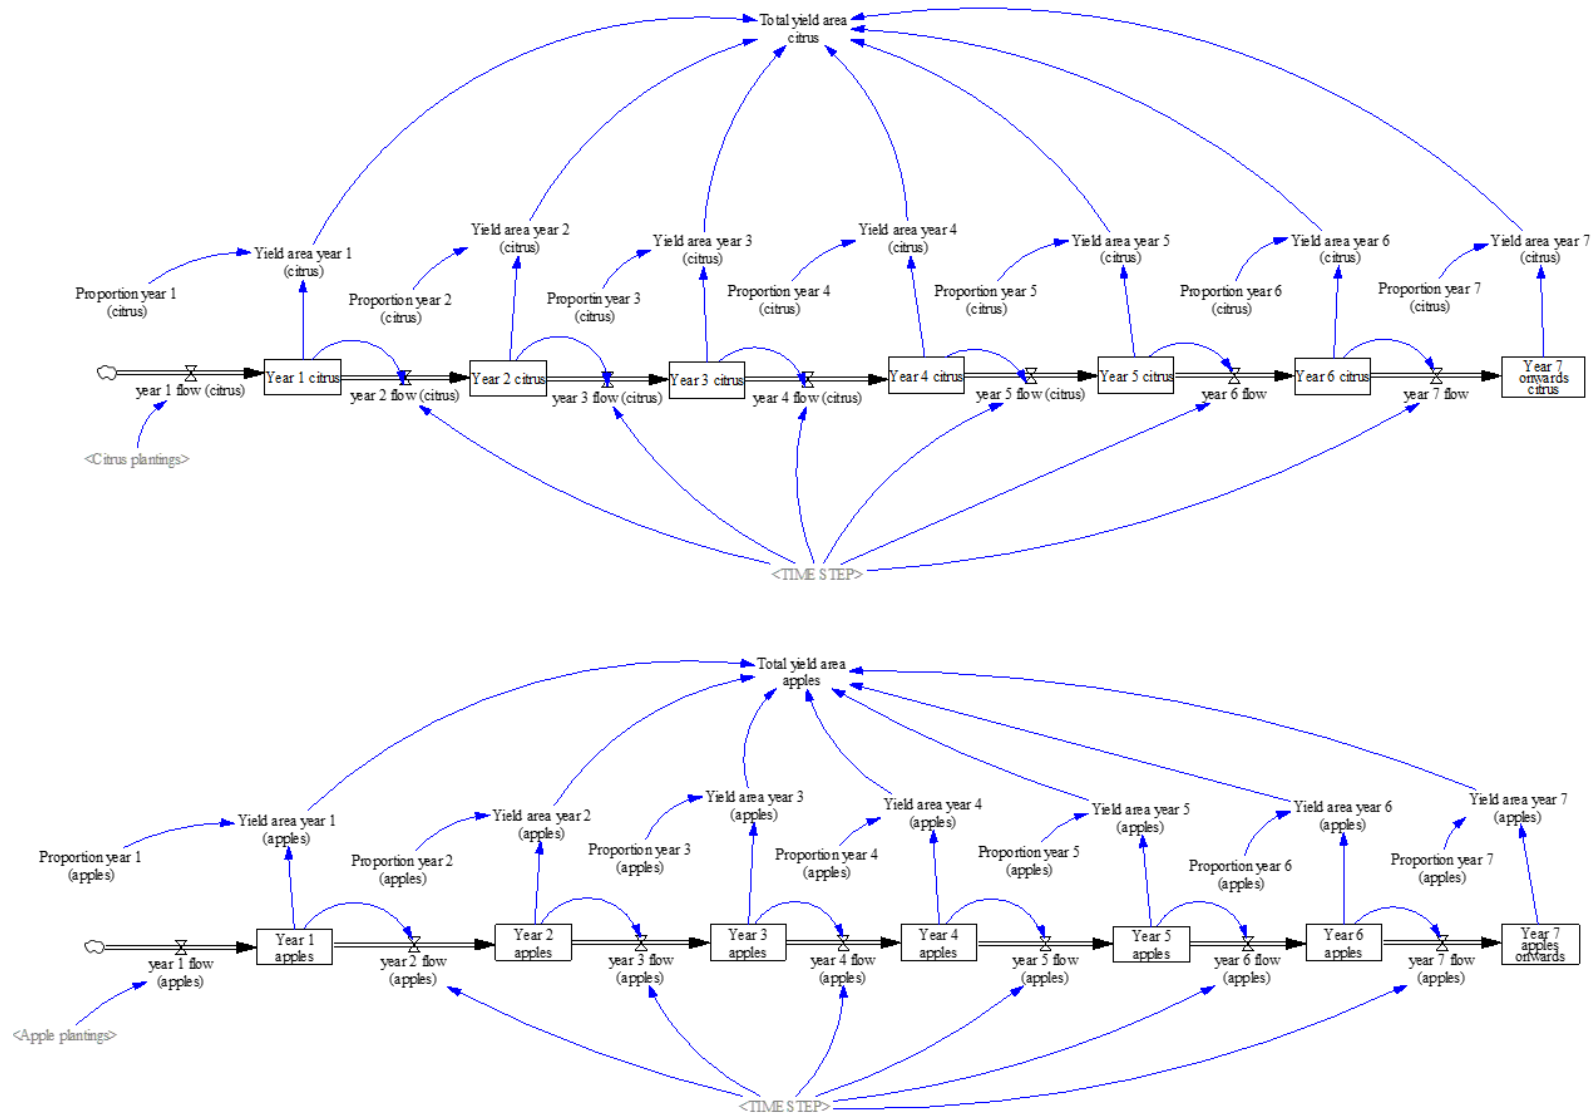 Total yield area
citrus
Yield area year 1
(citrus)
Yield area year 2
(citrus)
Yield area year 3
(citrus)
Yield area year 4
(citrus)
Yield area year 5
(citrus)
Yield area year 6
(citrus)
Yield area year 7
(citrus)
Proportion year 1
(citrus)
Proportion year 2
(citrus)
Proportin year 3
(citrus)
Proportion year 4
(citrus)
Proportion year 5
(citrus)
Proportion year 6
(citrus)
Proportion year 7
(citrus)
Year 1 citrus
Year 2 citrus
Year 3 citrus
Year 4 citrus
Year 5 citrus
Year 6 citrus
Year 7
onwards
citrus
year 1 flow (citrus)
year 2 flow (citrus)
year 3 flow (citrus)
year 4 flow (citrus)
year 5 flow (citrus)
year 6 flow
year 7 flow
<Citrus plantings>
<TIME STEP>
Total yield area
apples
Yield area year 1
(apples)
Yield area year 2
(apples)
Yield area year 3
(apples)
Yield area year 4
(apples)
Yield area year 5
(apples)
Yield area year 6
(apples)
Yield area year 7
(apples)
Proportion year 1
(apples)
Proportion year 2
(apples)
Proportion year 3
(apples)
Proportion year 4
(apples)
Proportion year 5
(apples)
Proportion year 6
(apples)
Proportion year 7
(apples)
Year 1
apples
Year 2
apples
Year 3
apples
Year 4
apples
Year 5
apples
Year 6
apples
Year 7
apples
onwards
year 1 flow
(apples)
year 2 flow
(apples)
year 3 flow
(apples)
year 4 flow
(apples)
year 5 flow
(apples)
year 6 flow
(apples)
year 7 flow
(apples)
<Apple plantings>
<TIME STEP>